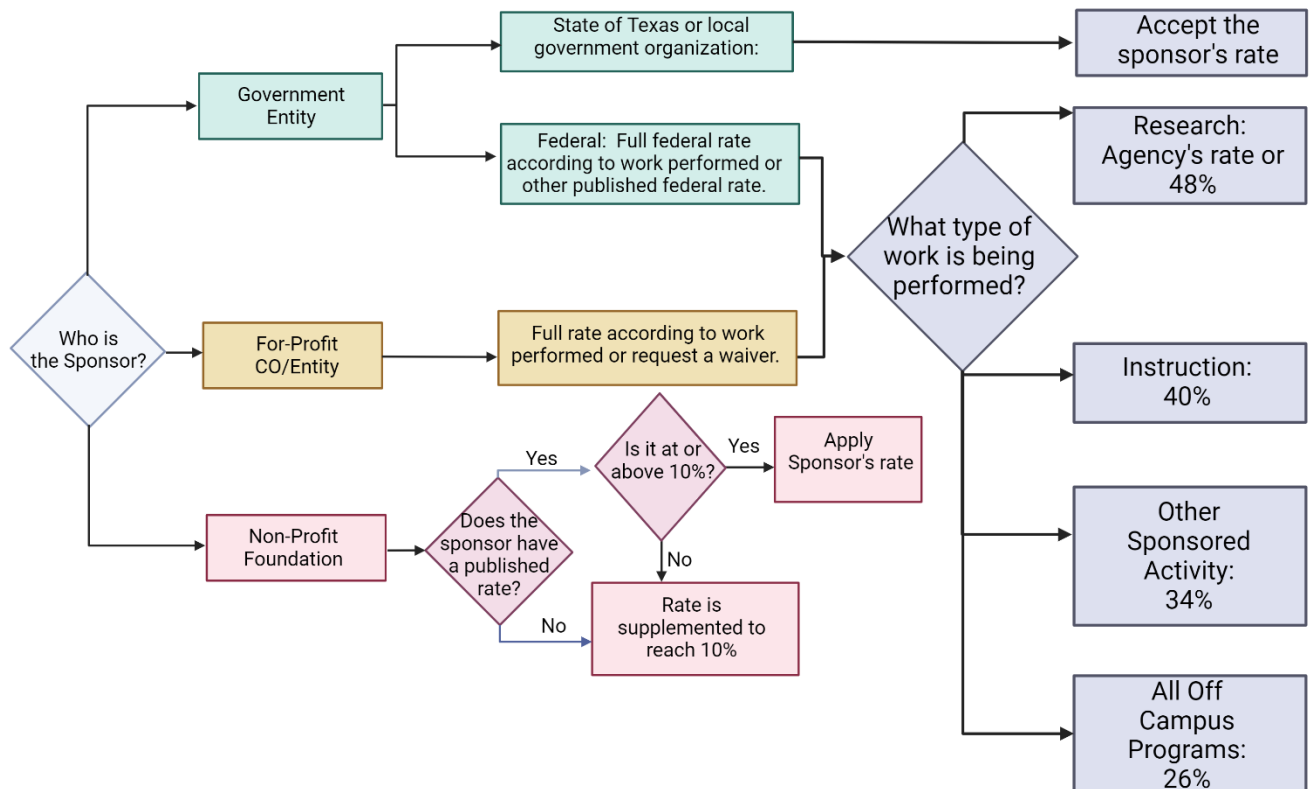 State of Texas or local
government organization:
Accept the
sponsor's rate
Government
Entity
Federal:  Full federal rate
according to work performed or
other published federal rate.
Research:
Agency's rate or
48%
What type of
work is being
performed?
Who is
the Sponsor?
For-Profit
CO/Entity
Full rate according to work
performed or request a waiver.
Instruction:
40%
Non-Profit
Foundation
Does the
sponsor have
a published
rate?
Yes
Is it at or
above 10%?
Yes
Apply
Sponsor's rate
No
No
Rate is
supplemented to
reach 10%
Other
Sponsored
Activity:
34%
All Off
Campus
Programs:
26%